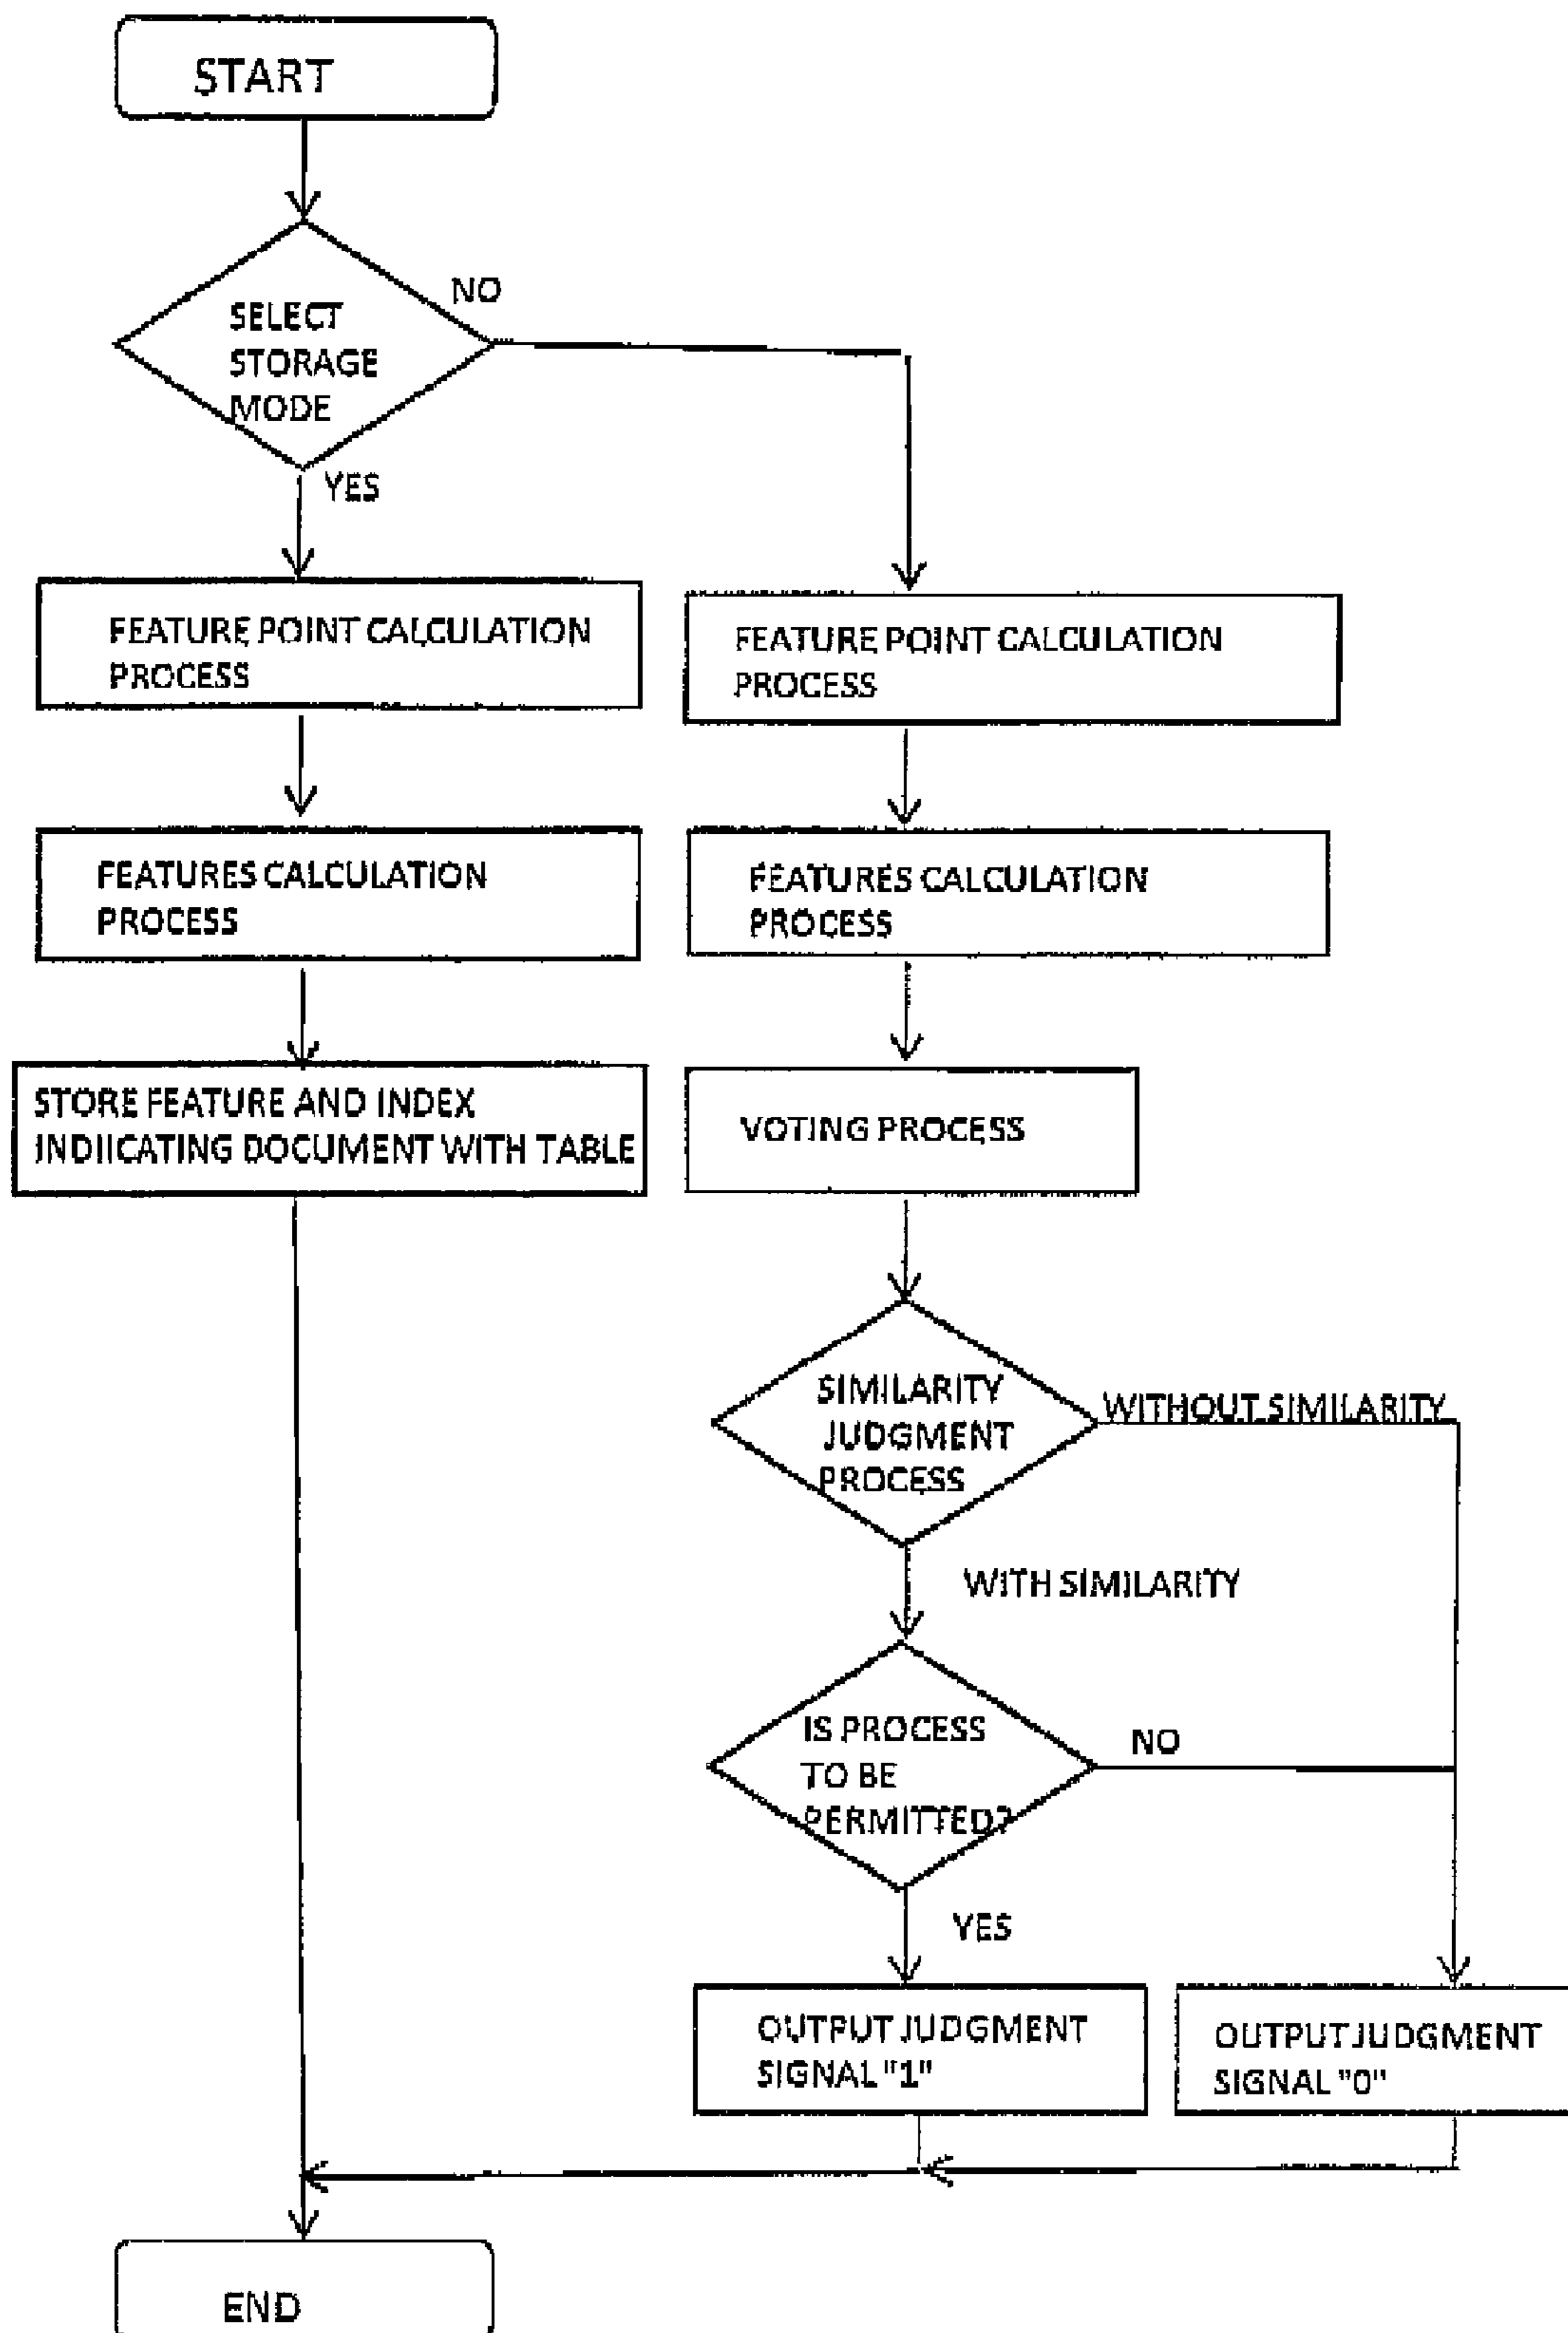 START
SELECT
STORAGE
MODE
NO
YES
FEATURE POINT CALCULATION
PROCESS
FEATURE POINT CALCULATION
PROCESS
FEATURES CALCULATION
PROCESS
FEATURES CALCULATION
PROCESS
STORE FEATURE AND INDEX
INDIICATING DOCUMENT WITH TABLE
VOTING PROCESS
SIMILARITY
JUDGMENT
PROCESS
WITHOUT SIMILARITY
WITH SIMILARITY
IS PROCESS
TO BE
PERMITTED?
NO
YES
OUTPUT JUDGMENT
SIGNAL "1"
OUTPUT JUDGMENT
SIGNAL "0"
END